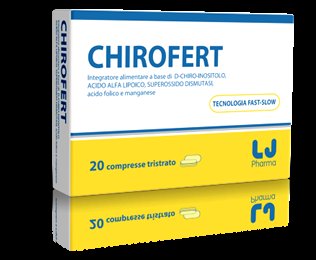 CHIROFERT
Integratore alimentare a base di D-CHIRO-INOSITOLO,
ACIDO ALFA LIPOICO, SUPEROSSIDO DISMUTASI,
acido folico e manganese
TECNOLOGIA FAST-SLOW
20 compresse tristrato
LJ
Pharma